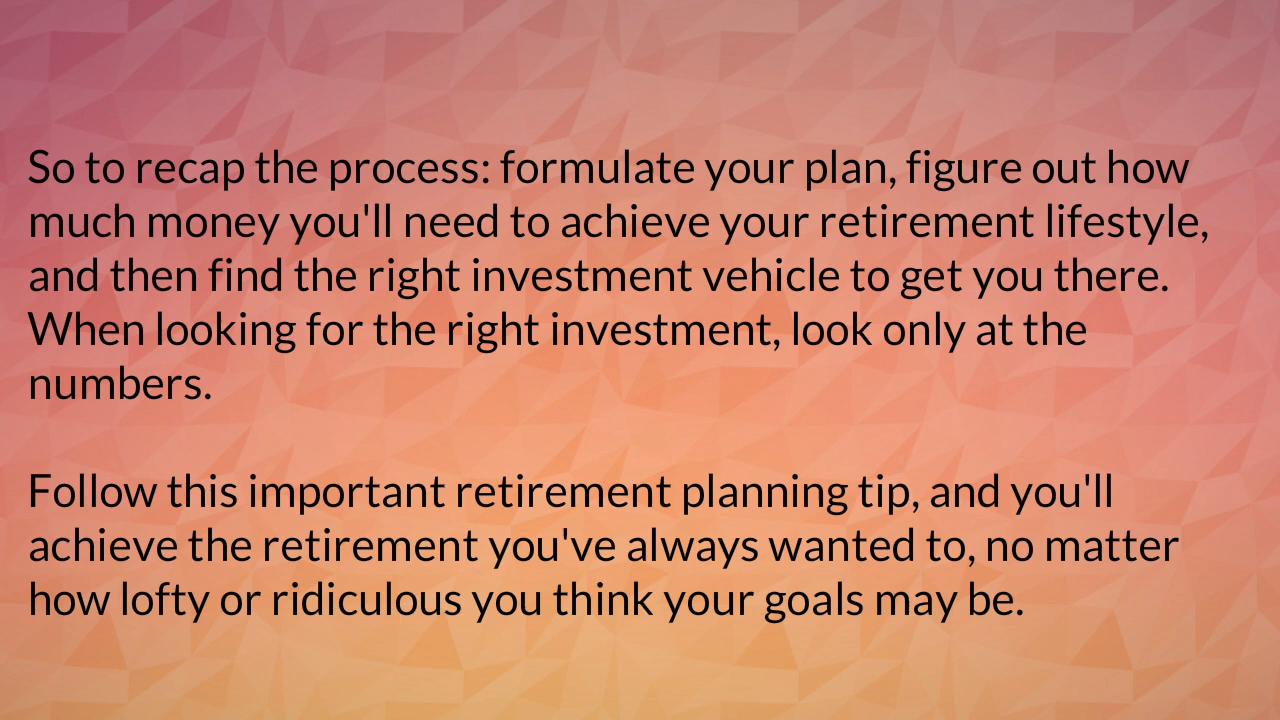 So to recap the process: formulate your plan, figure out how
much money you'll need to achieve your retirement lifestyle,
and then find the right investment vehicle to get you there.
When looking for the right investment, look only at the
numbers.
Follow this important retirement planning tip, and you'll
achieve the retirement you've always wanted to, no matter
how lofty or ridiculous you think your goals may be.